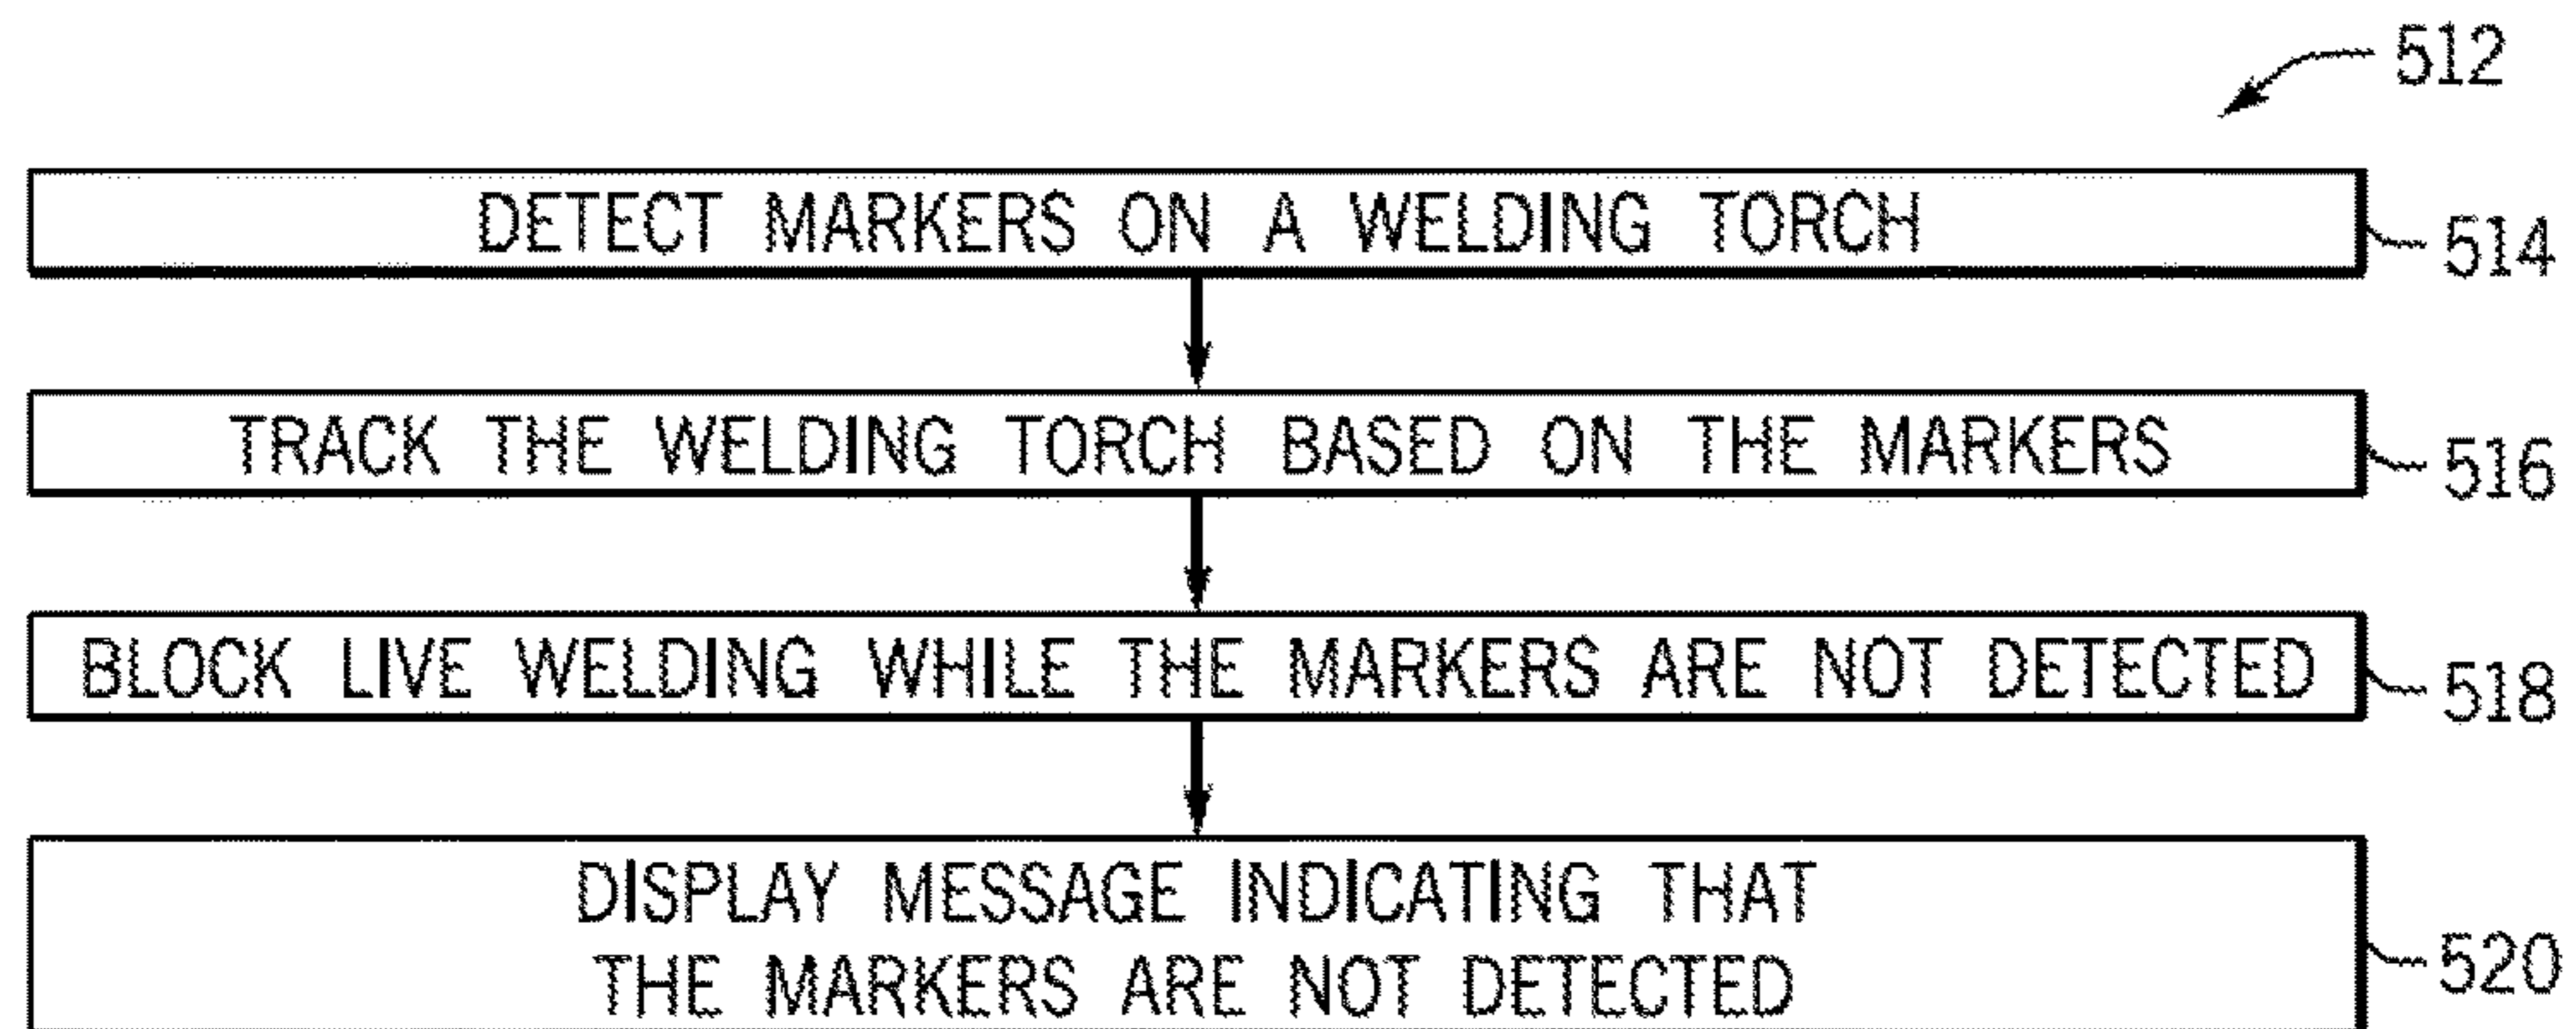 512
DETECT MARKERS ON A WELDING TORCH
514
TRACK THE WELDING TORCH BASED ON THE MARKERS
516
BLOCK LIVE WELDING WHILE THE MARKERS ARE NOT DETECTED
518
DISPLAY MESSAGE INDICATING THAT
THE MARKERS ARE NOT DETECTED
520